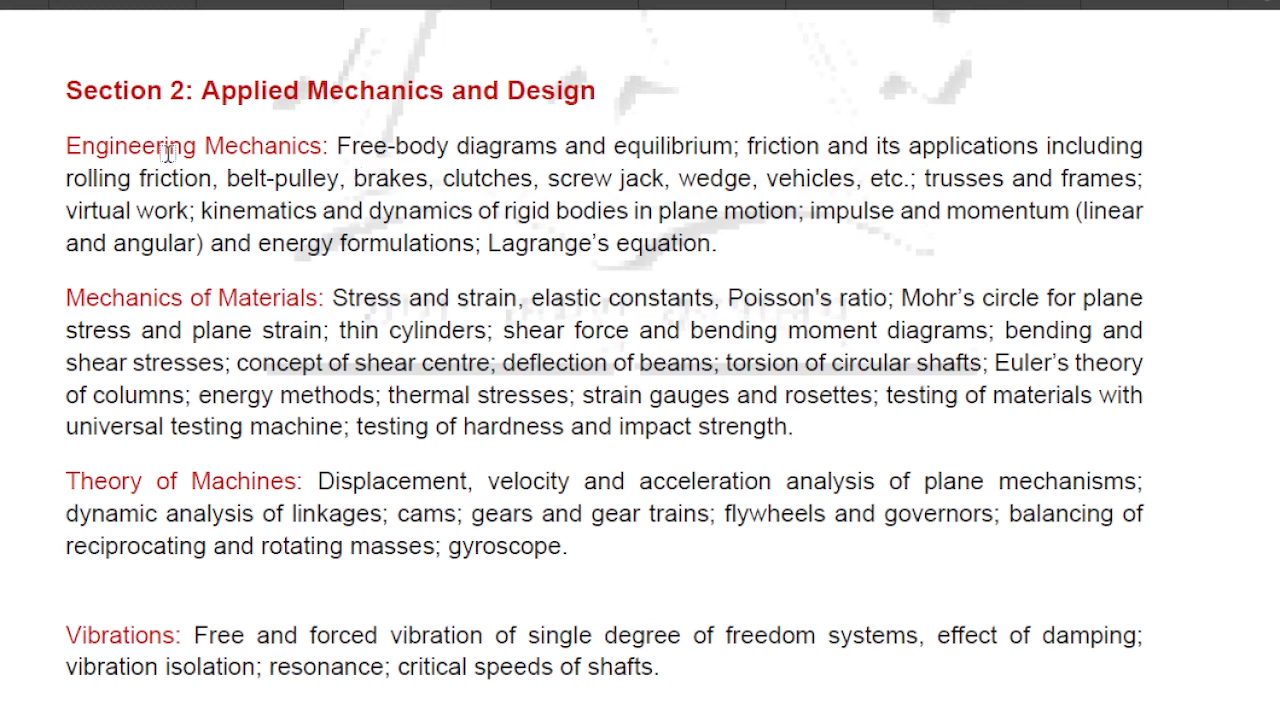 Section 2: Applied Mechanics and Design
Engineering Mechanics: Free-body diagrams and equilibrium; friction and its applications including
rolling friction, belt-pulley, brakes, clutches, screw jack, wedge, vehicles, etc.; trusses and frames;
virtual work; kinematics and dynamics of rigid bodies in plane motion; impulse and momentum (linear
and angular) and energy formulations; Lagrange’s equation.
Mechanics of Materials: Stress and strain, elastic constants, Poisson's ratio; Mohr’s circle for plane
stress and plane strain; thin cylinders; shear force and bending moment diagrams; bending and
shear stresses; concept of shear centre; deflection of beams; torsion of circular shafts; Euler’s theory
of columns; energy methods; thermal stresses; strain gauges and rosettes; testing of materials with
universal testing machine; testing of hardness and impact strength.
Theory of Machines: Displacement, velocity and acceleration analysis of plane mechanisms;
dynamic analysis of linkages; cams; gears and gear trains; flywheels and governors; balancing of
reciprocating and rotating masses; gyroscope.
Vibrations: Free and forced vibration of single degree of freedom systems, effect of damping;
vibration isolation; resonance; critical speeds of shafts.